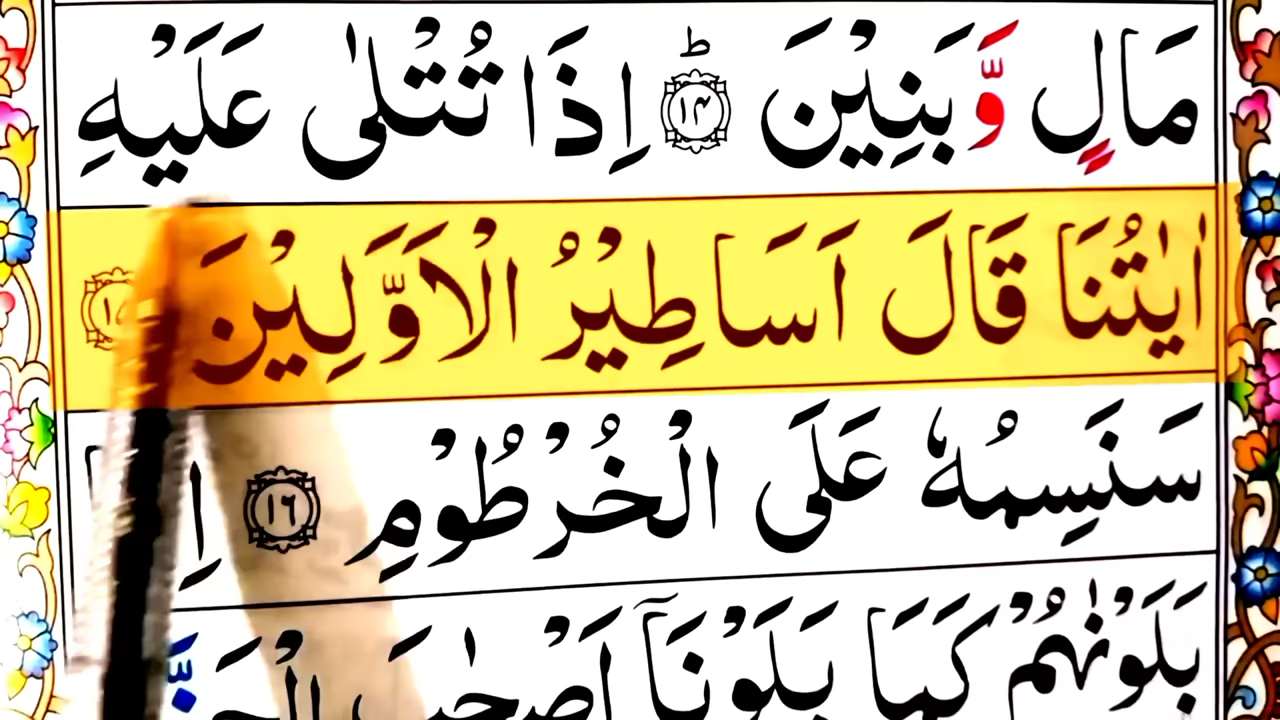 مَالٍ وَّبَنِيْنَ ۝١٤ؕ اِذَا تُتْلٰى عَلَيْهِ
اٰيٰتُنَا قَالَ اَسَاطِيْرُ الْاَوَّلِيْنَ
سَنَسِمُهٗ عَلَى الْخُرْطُوْمِ ۝١٦
بَلَوْنٰهُمْ كَمَا بَلَوْنَاۤ اَصْحٰبَ